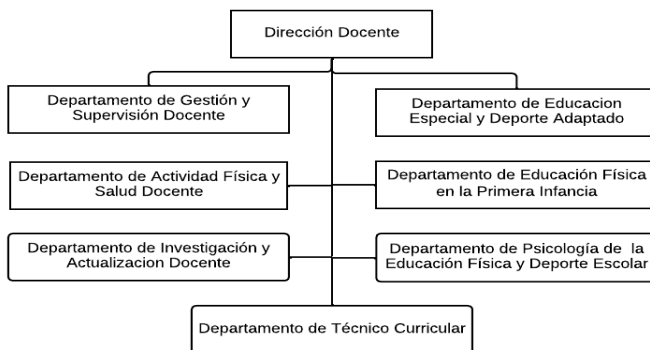 Dirección Docente
Departamento de Gestión y
Supervisión Docente
Departamento de Educacion
Especial y Deporte Adaptado
Departamento de Actividad Física y
Salud Docente
Departamento de Educación Física
en la Primera Infancia
Departamento de Investigación y
Actualizacion Docente
Departamento de Psicología de la
Educación Física y Deporte Escolar
Departamento de Técnico Curricular